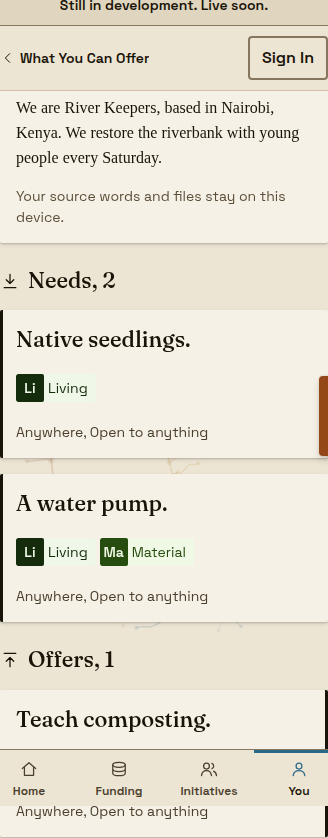 Still in development. Live soon.
What You Can Offer
Sign In
We are River Keepers, based in Nairobi,
Kenya. We restore the riverbank with young
people every Saturday.
Your source words and files stay on this
device.
Needs, 2
Native seedlings.
Li Living
Anywhere, Open to anything
A water pump.
Li Living Ma Material
Anywhere, Open to anything
Offers, 1
Teach composting.
Home Funding Initiatives You
Anywhere, Open to anything